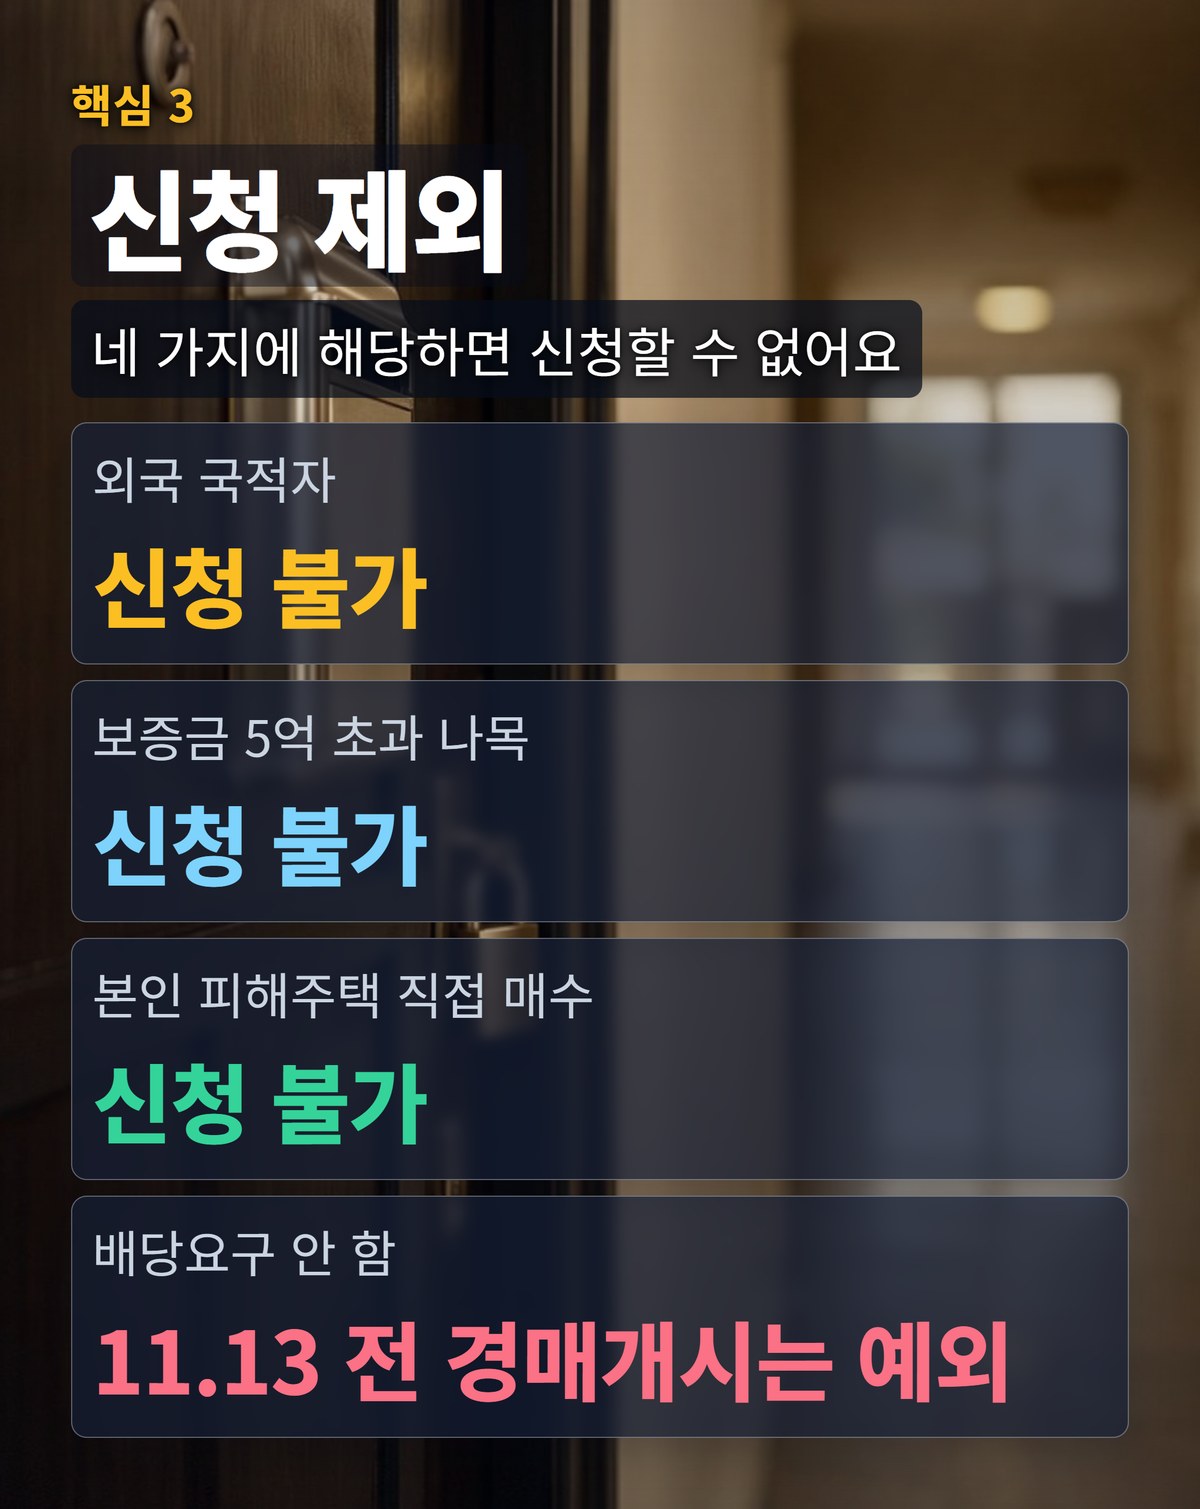 핵심 3
신청 제외
네 가지에 해당하면 신청할 수 없어요
외국 국적자
신청 불가
보증금 5억 초과 나목
신청 불가
본인 피해주택 직접 매수
신청 불가
배당요구 안 함
11.13 전 경매개시는 예외